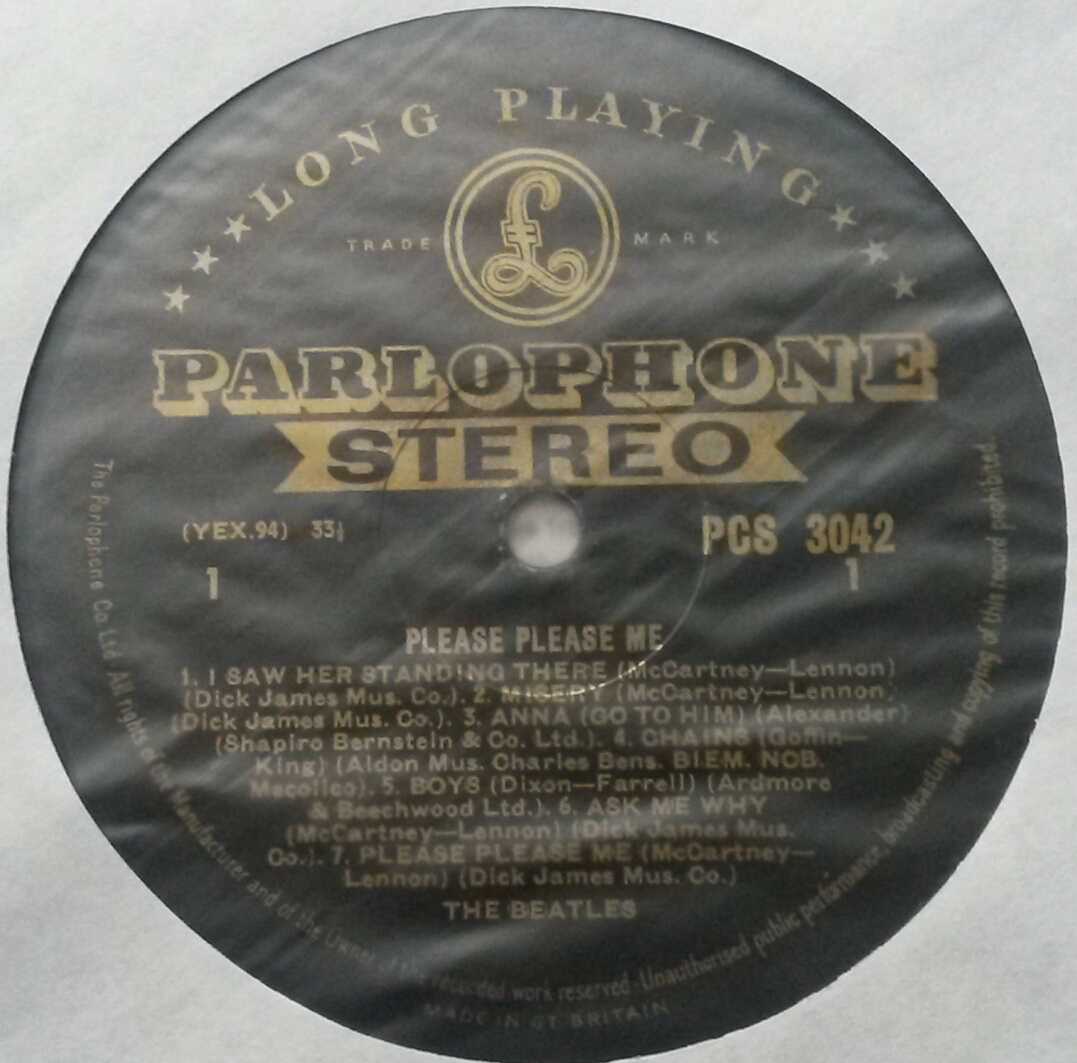 LONG PLAYING
TRADE £ MARK
PARLOPHONE
STEREO
(YEX.94) 33⅓ PCS 3042
1 1
PLEASE PLEASE ME
1. I SAW HER STANDING THERE (McCartney—Lennon)
(Dick James Mus. Co.). 2. MISERY (McCartney—Lennon)
(Dick James Mus. Co.). 3. ANNA (GO TO HIM) (Alexander)
(Shapiro Bernstein & Co. Ltd.). 4. CHAINS (Goffin—
King) (Aldon Mus. Charles Bens. BIEM. NOB.
Mecolico). 5. BOYS (Dixon—Farrell) (Ardmore
& Beechwood Ltd.). 6. ASK ME WHY
(McCartney—Lennon) (Dick James Mus.
Co.). 7. PLEASE PLEASE ME (McCartney—
Lennon) (Dick James Mus. Co.)
THE BEATLES
The Parlophone Co Ltd. All rights of the Manufacturer and of the Owner of the recorded work reserved Unauthorised public performance, broadcasting and copying of this record prohibited.
MADE IN GT. BRITAIN